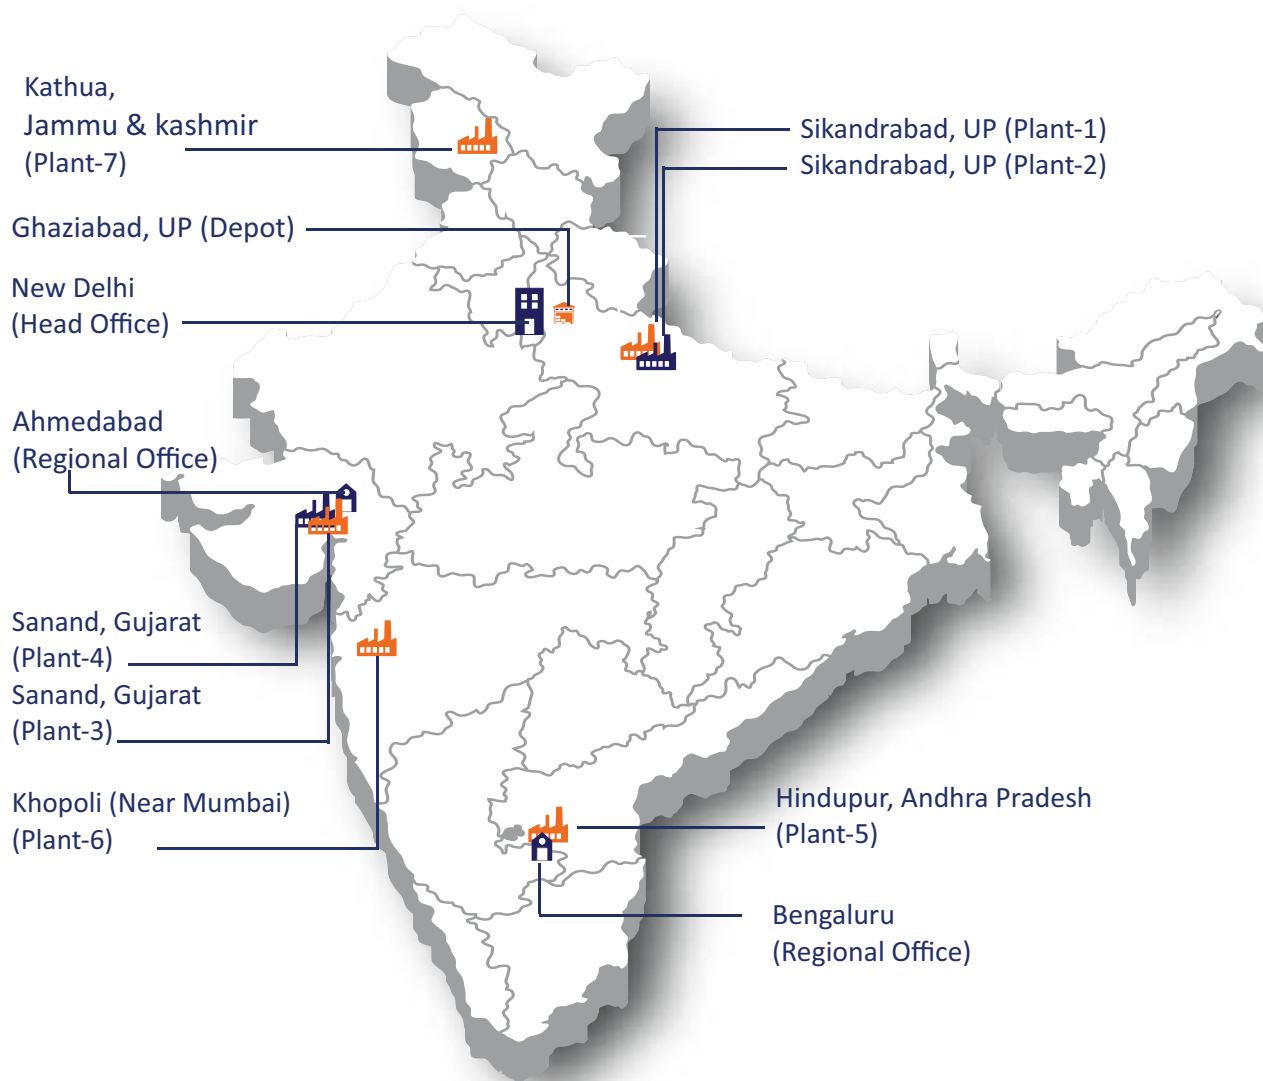 Kathua,
Jammu & kashmir
(Plant-7)
Ghaziabad, UP (Depot)
New Delhi
(Head Office)
Ahmedabad
(Regional Office)
Sanand, Gujarat
(Plant-4)
Sanand, Gujarat
(Plant-3)
Khopoli (Near Mumbai)
(Plant-6)
Sikandrabad, UP (Plant-1)
Sikandrabad, UP (Plant-2)
Hindupur, Andhra Pradesh
(Plant-5)
Bengaluru
(Regional Office)